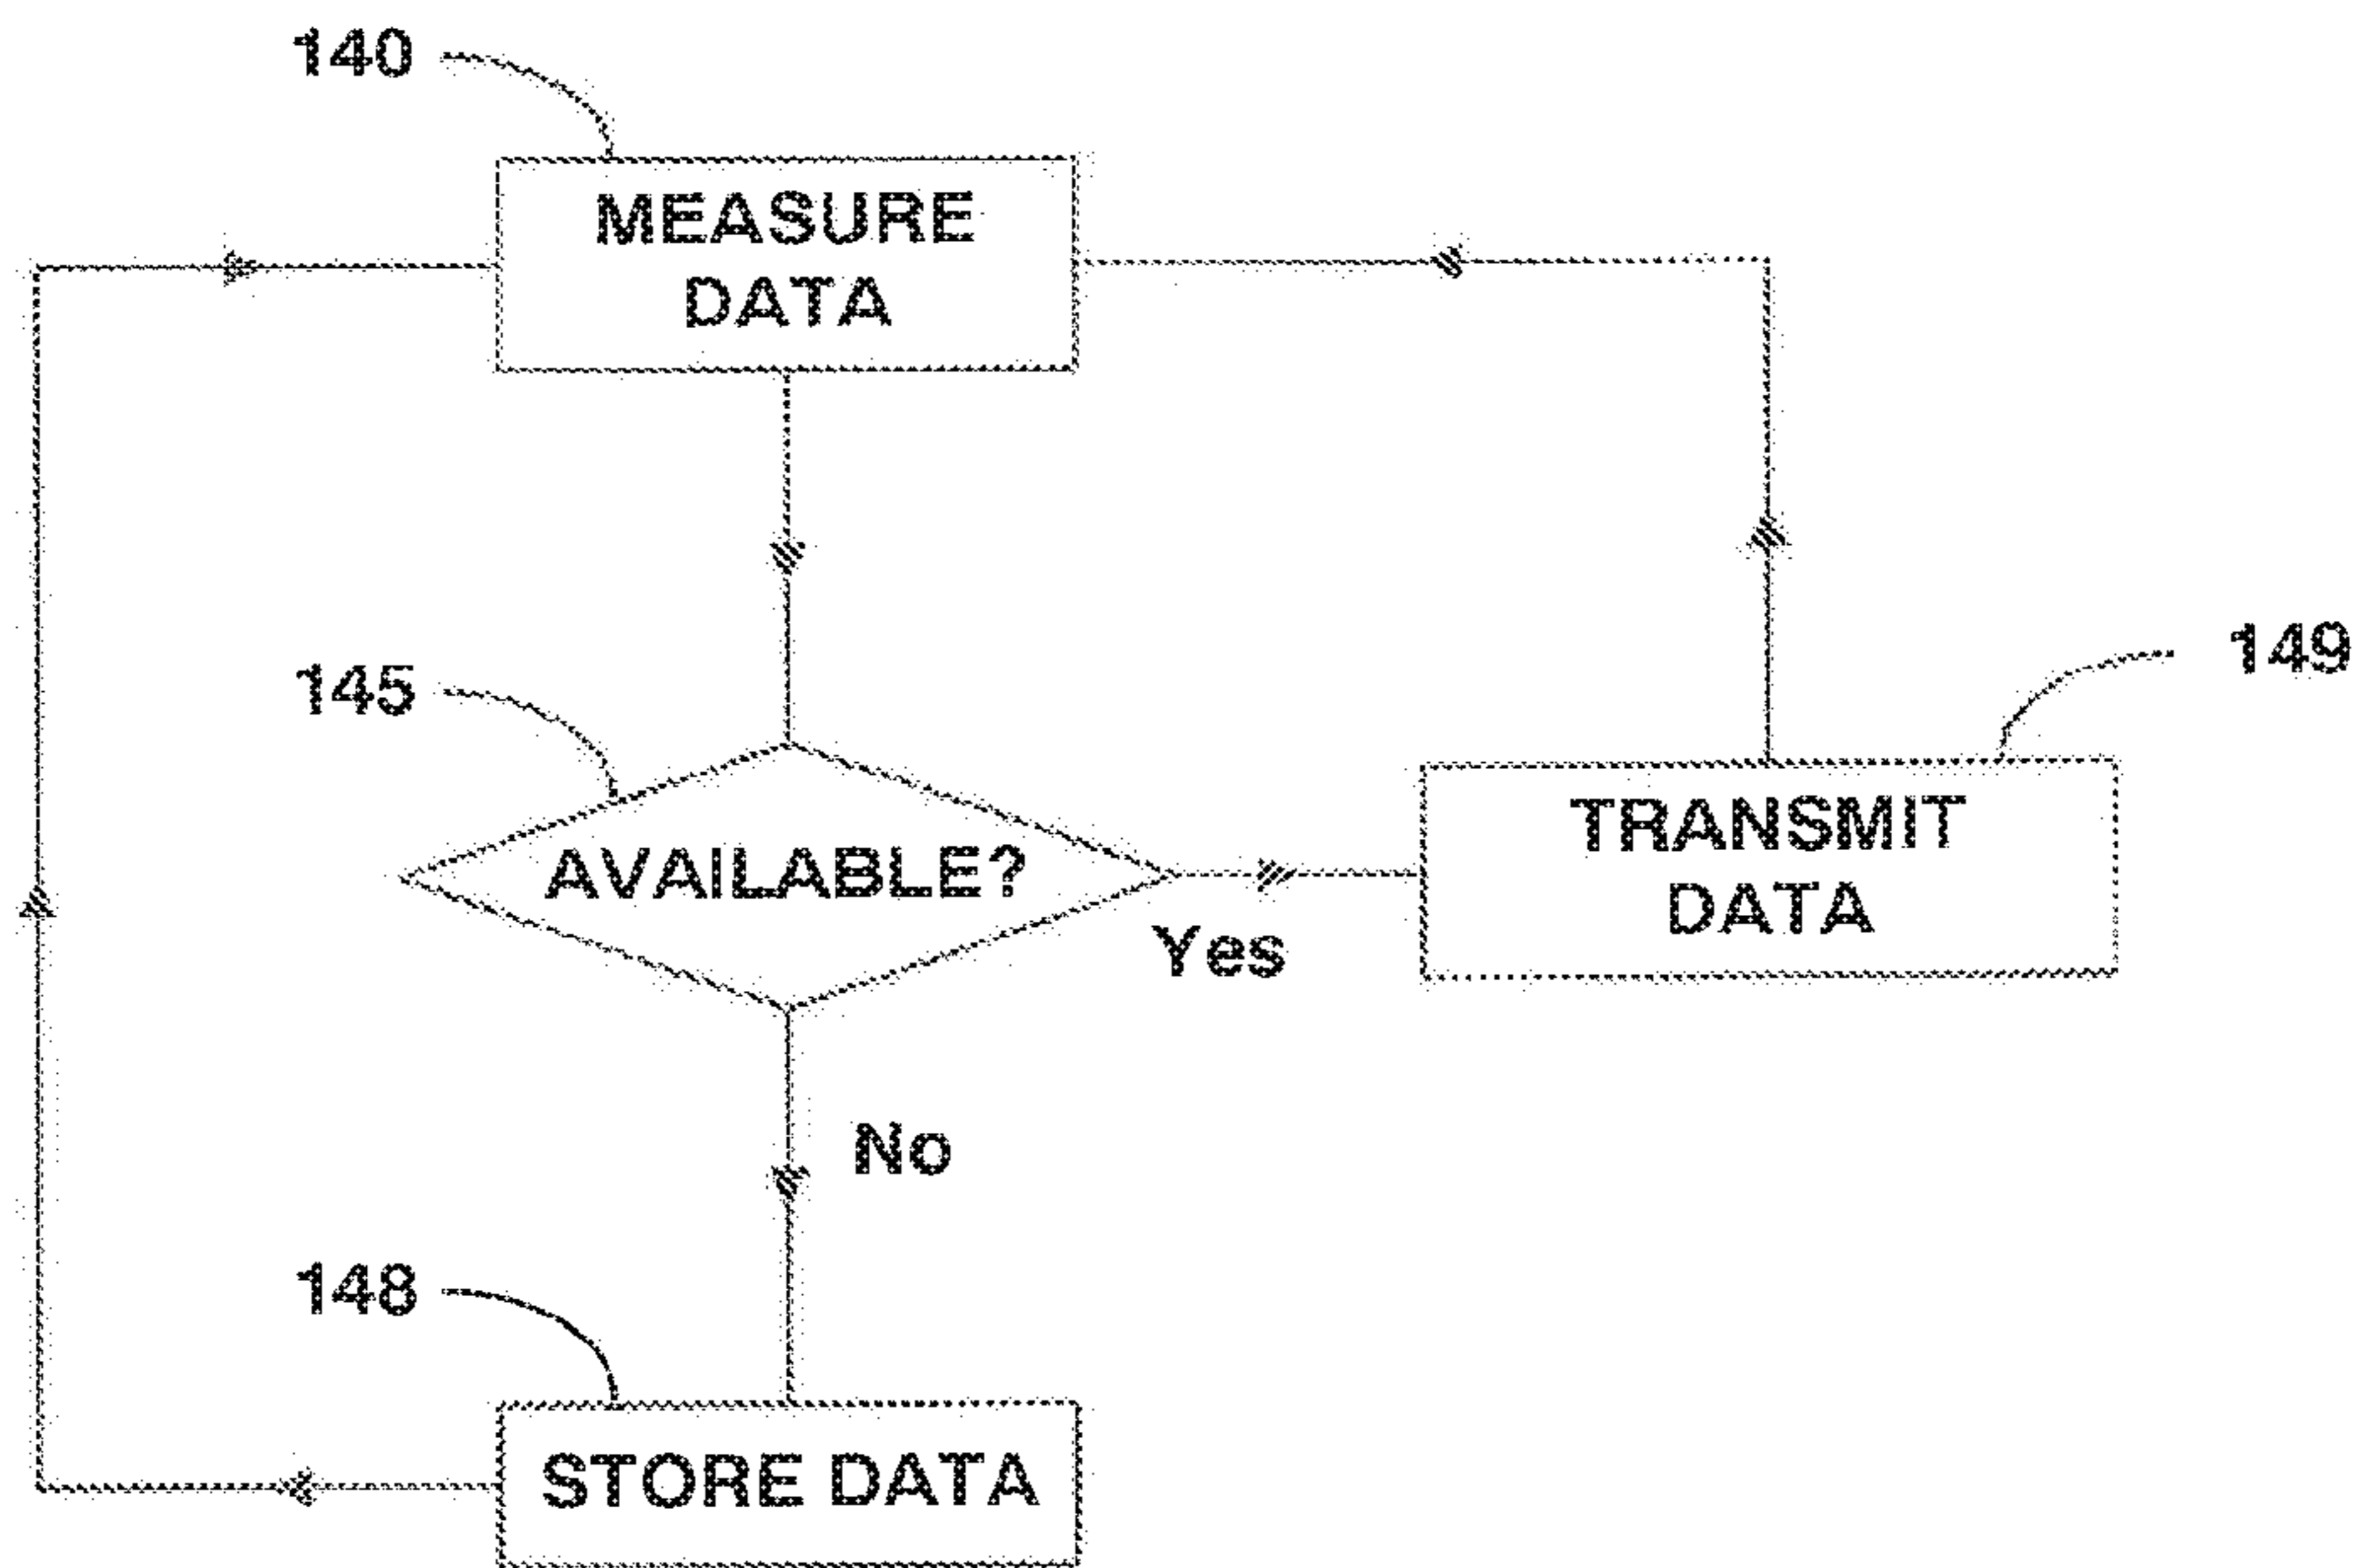 140
MEASURE
DATA
145
149
AVAILABLE?
TRANSMIT
DATA
Yes
No
148
STORE DATA